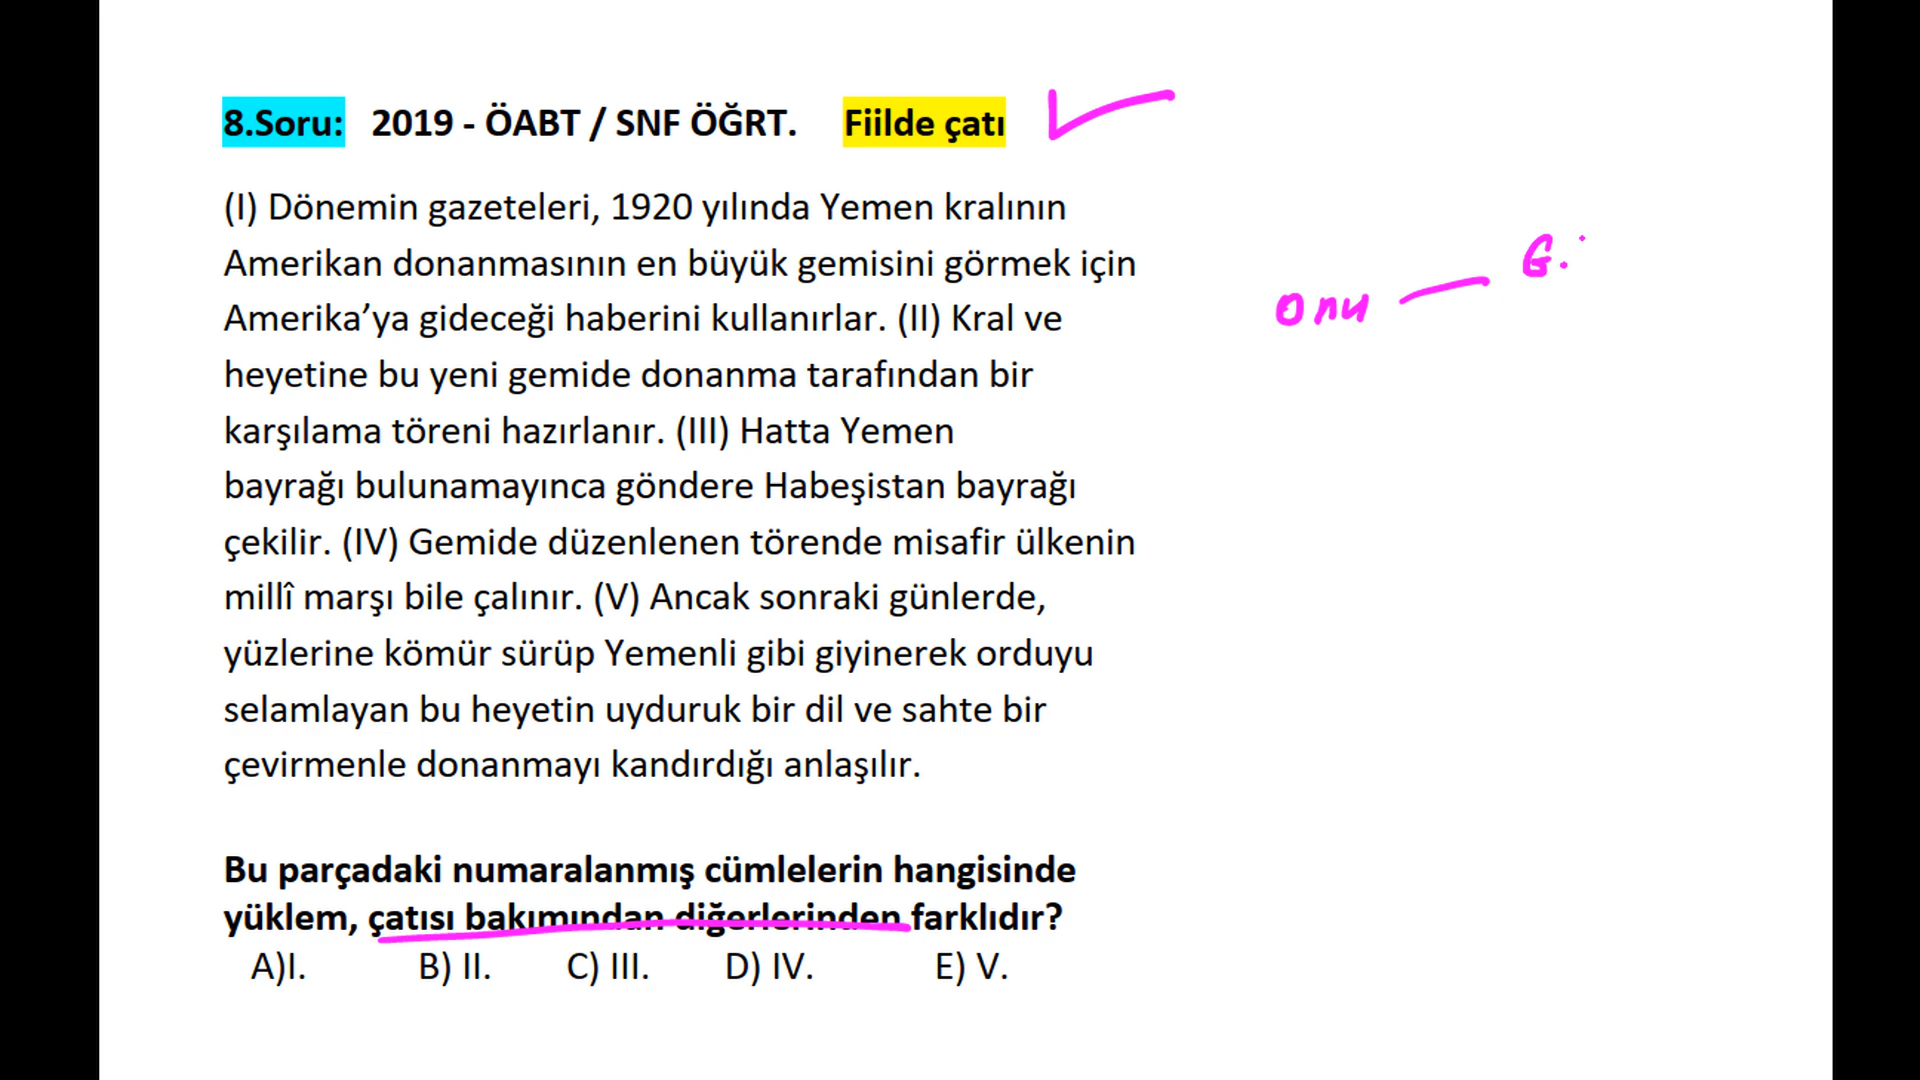 8.Soru: 2019 - ÖABT / SNF ÖĞRT. Fiilde çatı
(I) Dönemin gazeteleri, 1920 yılında Yemen kralının
Amerikan donanmasının en büyük gemisini görmek için
Amerika’ya gideceği haberini kullanırlar. (II) Kral ve
heyetine bu yeni gemide donanma tarafından bir
karşılama töreni hazırlanır. (III) Hatta Yemen
bayrağı bulunamayınca göndere Habeşistan bayrağı
çekilir. (IV) Gemide düzenlenen törende misafir ülkenin
millî marşı bile çalınır. (V) Ancak sonraki günlerde,
yüzlerine kömür sürüp Yemenli gibi giyinerek orduyu
selamlayan bu heyetin uyduruk bir dil ve sahte bir
çevirmenle donanmayı kandırdığı anlaşılır.
onu — G.
Bu parçadaki numaralanmış cümlelerin hangisinde
yüklem, çatısı bakımından diğerlerinden farklıdır?
A)I. B) II. C) III. D) IV. E) V.